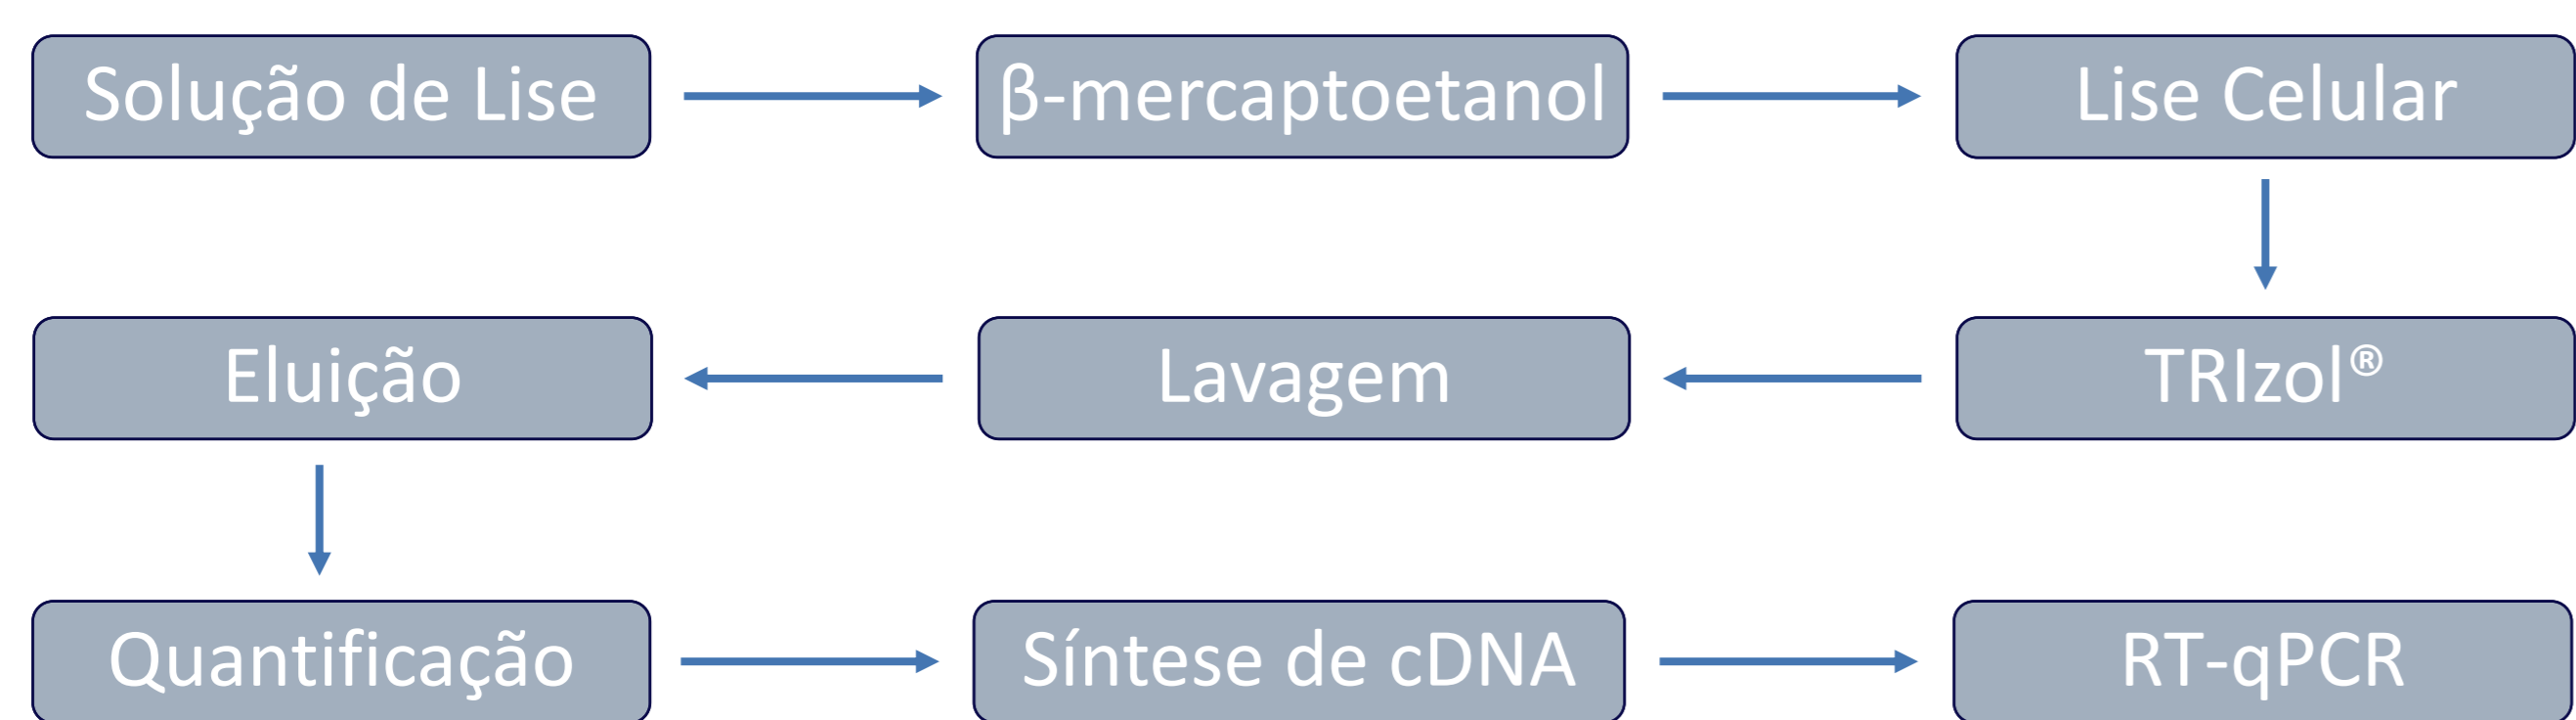 Solução de Lise
β-mercaptoetanol
Lise Celular
TRIzol®
Lavagem
Eluição
Quantificação
Síntese de cDNA
RT-qPCR